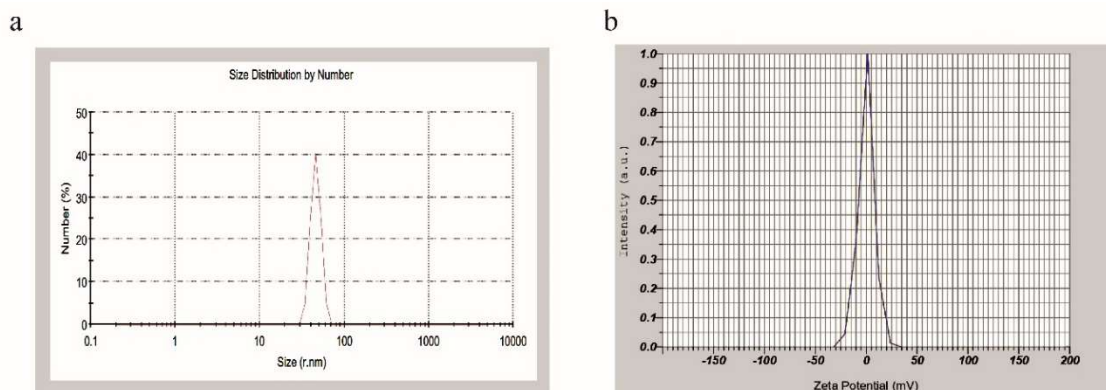 a
Size Distribution by Number
50
40
30
20
10
0
Number (%)
0.1 1 10 100 1000 10000
Size (r.nm)
b
1.0
0.9
0.8
0.7
0.6
0.5
0.4
0.3
0.2
0.1
0.0
Intensity (a.u.)
-150 -100 -50 0 50 100 150 200
Zeta Potential (mV)